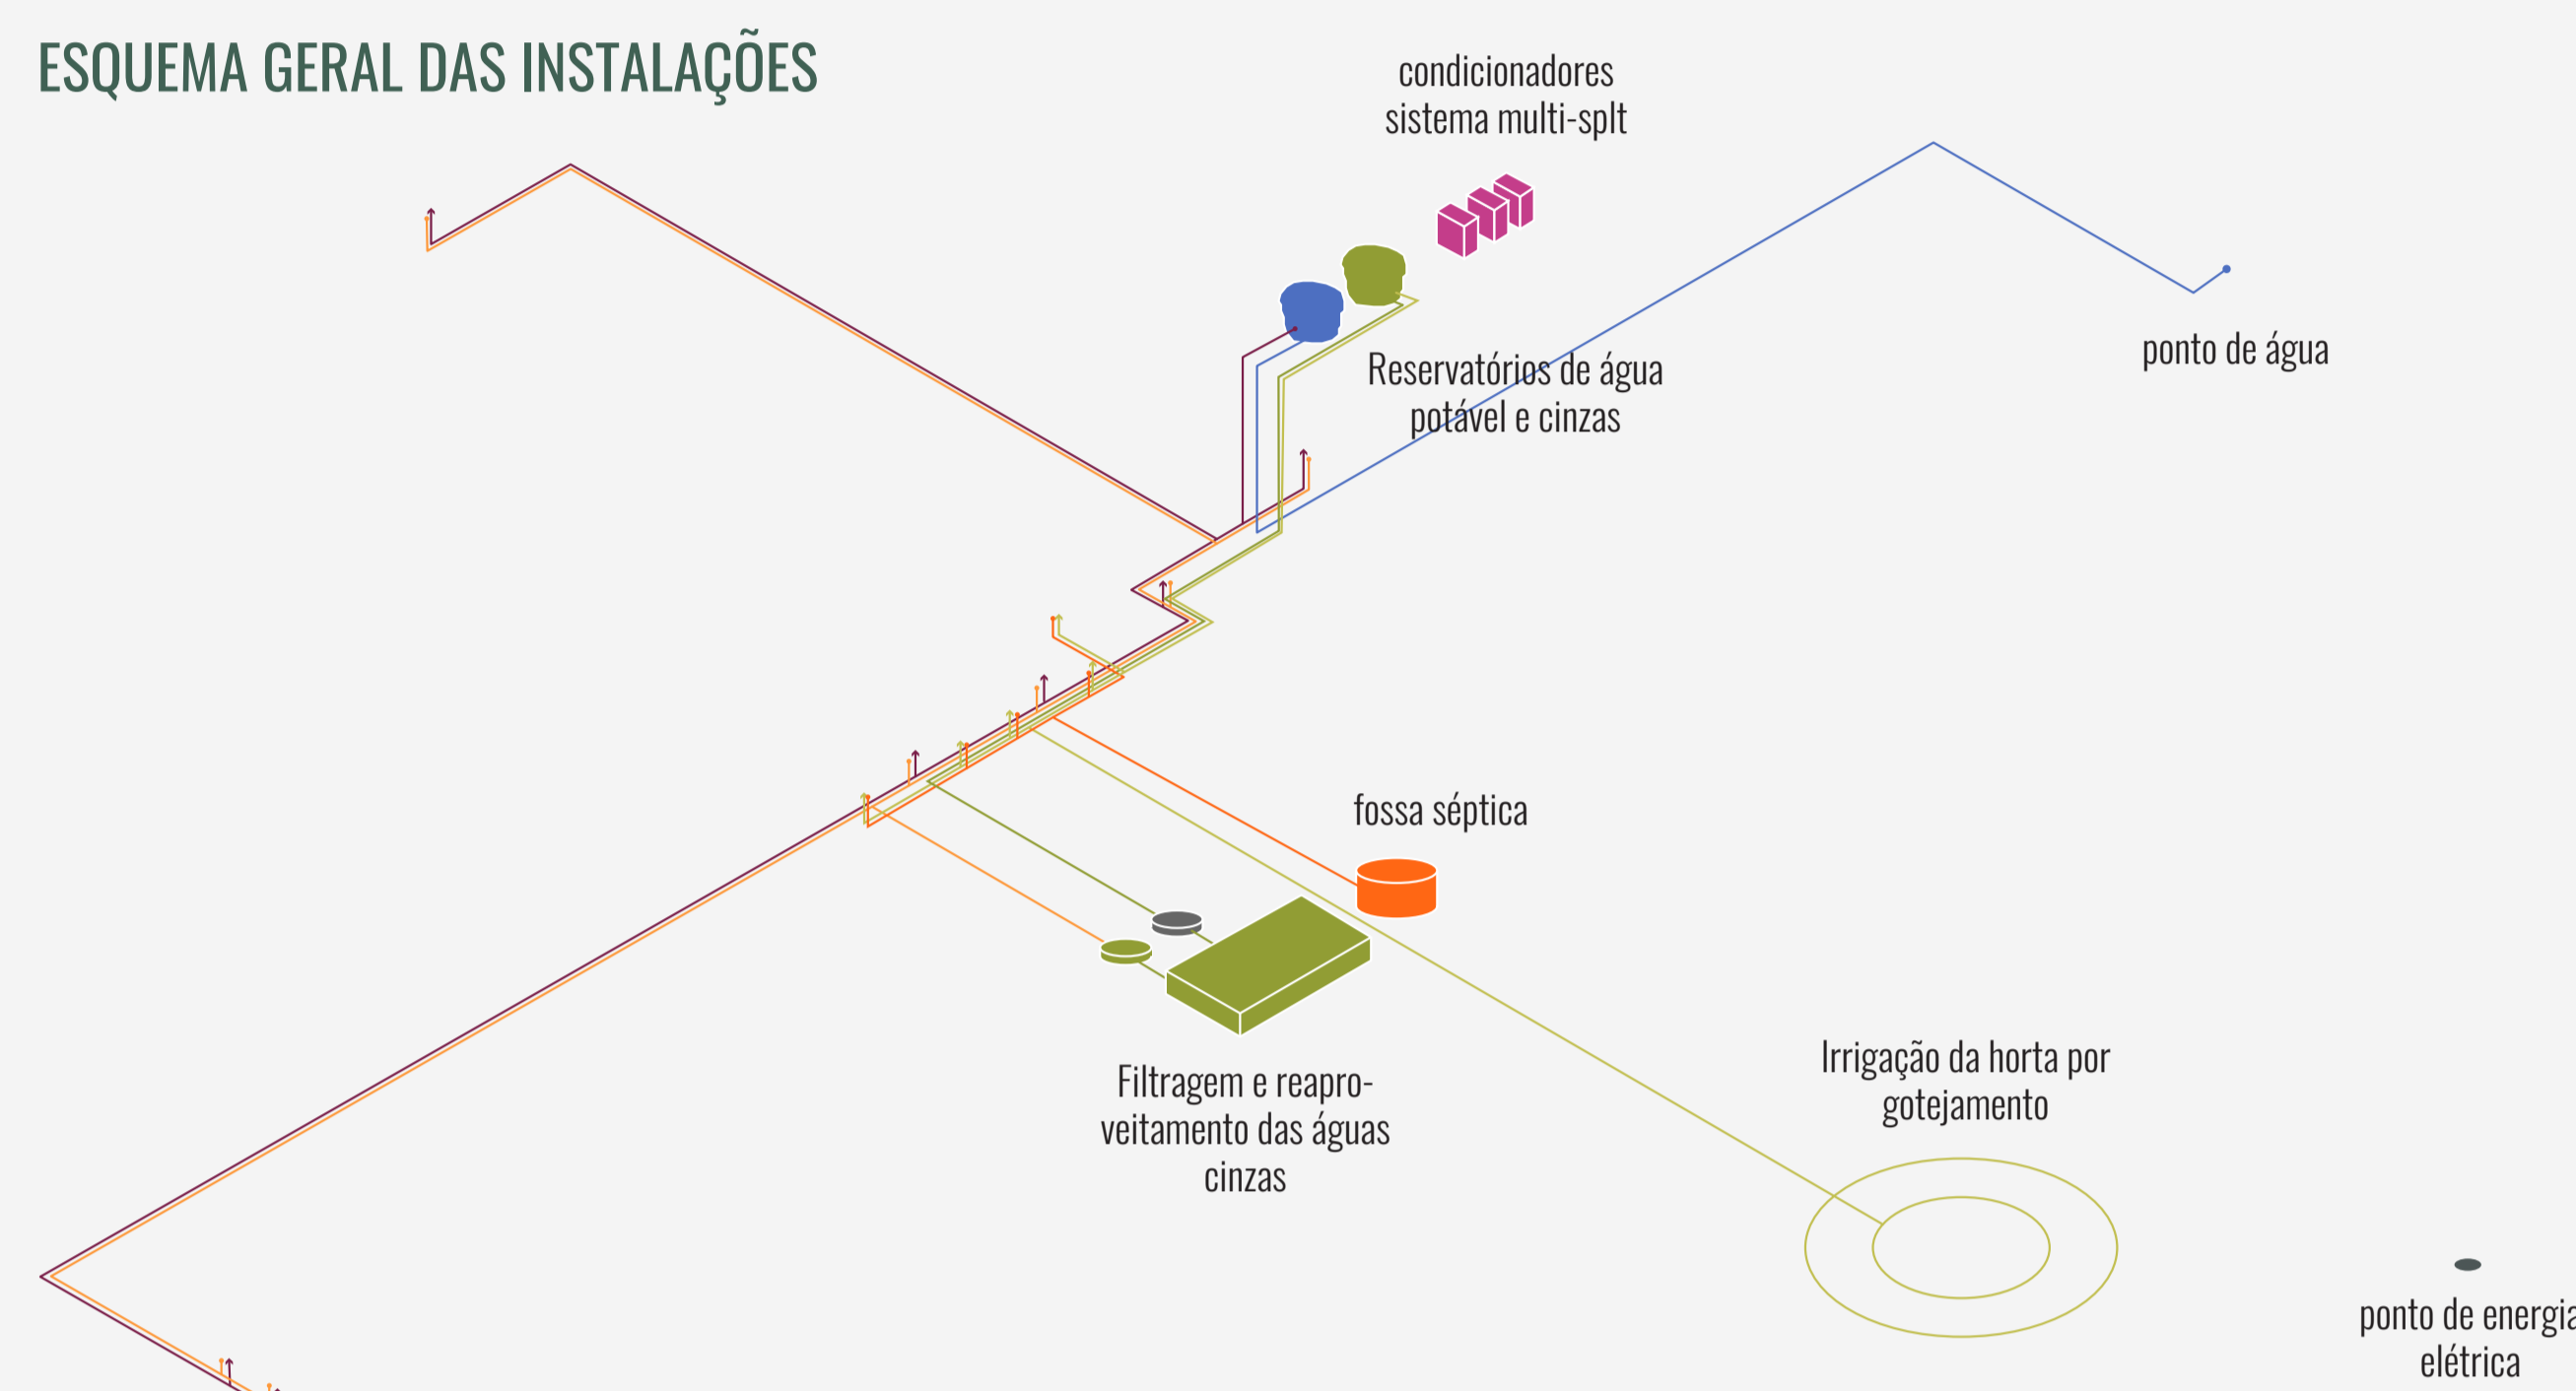 ESQUEMA GERAL DAS INSTALAÇÕES
condicionadores
sistema multi-splt
ponto de água
Reservatórios de água
potável e cinzas
fossa séptica
Filtragem e reapro-
veitamento das águas
cinzas
Irrigação da horta por
gotejamento
ponto de energia
elétrica